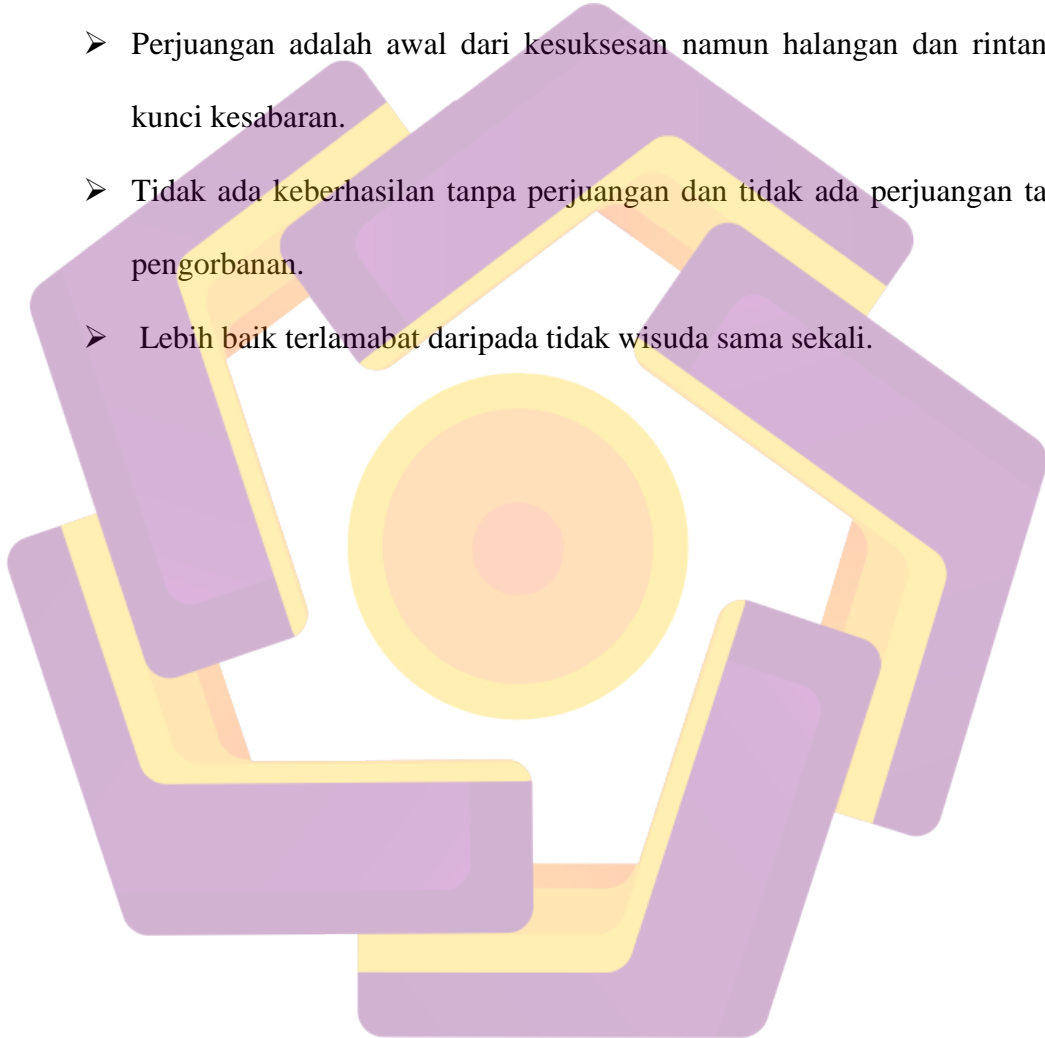 ➢ Perjuangan adalah awal dari kesuksesan namun halangan dan rintan
kunci kesabaran.
➢ Tidak ada keberhasilan tanpa perjuangan dan tidak ada perjuangan ta
pengorbanan.
➢ Lebih baik terlamabat daripada tidak wisuda sama sekali.